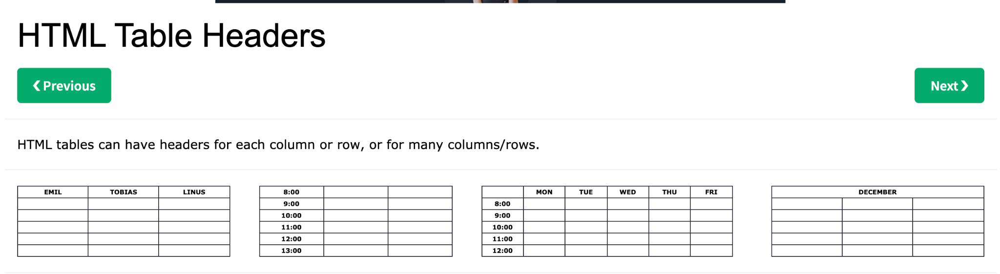 HTML Table Headers
❮ Previous
Next ❯
HTML tables can have headers for each column or row, or for many columns/rows.
EMIL TOBIAS LINUS
8:00
9:00
10:00
11:00
12:00
13:00
MON TUE WED THU FRI
8:00
9:00
10:00
11:00
12:00
DECEMBER